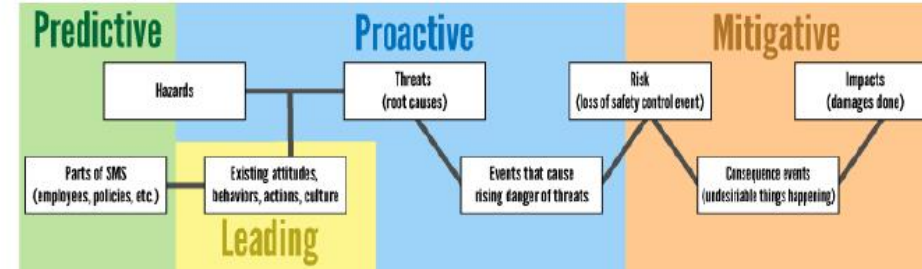 Predictive
Proactive
Mitigative
Hazards
Threats
(root causes)
Risk
(loss of safety control event)
Impacts
(damages done)
Parts of SMS
(employees, policies, etc.)
Existing attitudes,
behaviors, actions, culture
Events that cause
rising danger of threats
Consequence events
(undesiriable things happening)
Leading